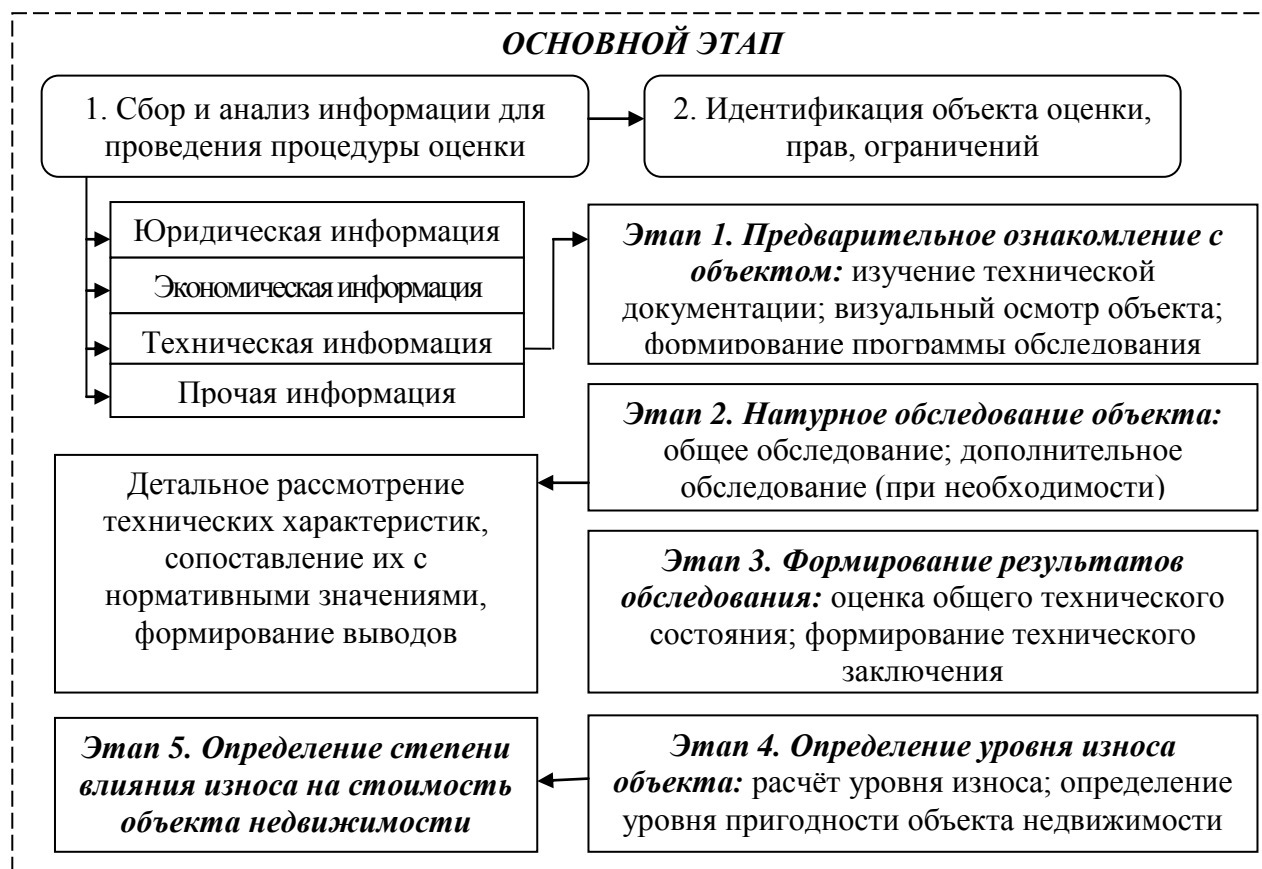 ОСНОВНОЙ ЭТАП
1. Сбор и анализ информации для
проведения процедуры оценки
2. Идентификация объекта оценки,
прав, ограничений
Юридическая информация
Экономическая информация
Техническая информация
Прочая информация
Этап 1. Предварительное ознакомление с
объектом: изучение технической
документации; визуальный осмотр объекта;
формирование программы обследования
Этап 2. Натурное обследование объекта:
общее обследование; дополнительное
обследование (при необходимости)
Детальное рассмотрение
технических характеристик,
сопоставление их с
нормативными значениями,
формирование выводов
Этап 3. Формирование результатов
обследования: оценка общего технического
состояния; формирование технического
заключения
Этап 4. Определение уровня износа
объекта: расчёт уровня износа; определение
уровня пригодности объекта недвижимости
Этап 5. Определение степени
влияния износа на стоимость
объекта недвижимости